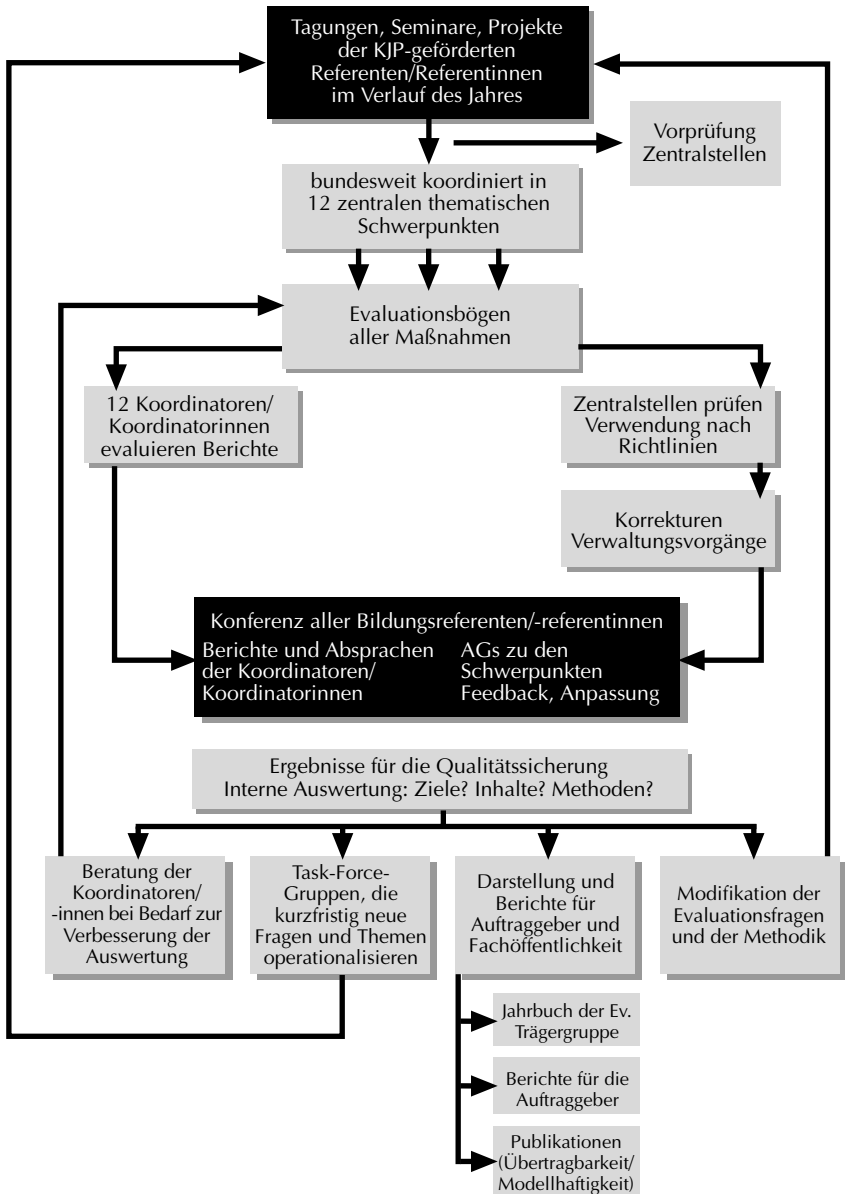 Tagungen, Seminare, Projekte
der KJP-geförderten
Referenten/Referentinnen
im Verlauf des Jahres
Vorprüfung
Zentralstellen
bundesweit koordiniert in
12 zentralen thematischen
Schwerpunkten
Evaluationsbögen
aller Maßnahmen
12 Koordinatoren/
Koordinatorinnen
evaluieren Berichte
Zentralstellen prüfen
Verwendung nach
Richtlinien
Korrekturen
Verwaltungsvorgänge
Konferenz aller Bildungsreferenten/-referentinnen
Berichte und Absprachen
der Koordinatoren/
Koordinatorinnen
AGs zu den
Schwerpunkten
Feedback, Anpassung
Ergebnisse für die Qualitätssicherung
Interne Auswertung: Ziele? Inhalte? Methoden?
Beratung der
Koordinatoren/
-innen bei Bedarf zur
Verbesserung der
Auswertung
Task-Force-
Gruppen, die
kurzfristig neue
Fragen und Themen
operationalisieren
Darstellung und
Berichte für
Auftraggeber und
Fachöffentlichkeit
Modifikation der
Evaluationsfragen
und der Methodik
Jahrbuch der Ev.
Trägergruppe
Berichte für die
Auftraggeber
Publikationen
(Übertragbarkeit/
Modellhaftigkeit)